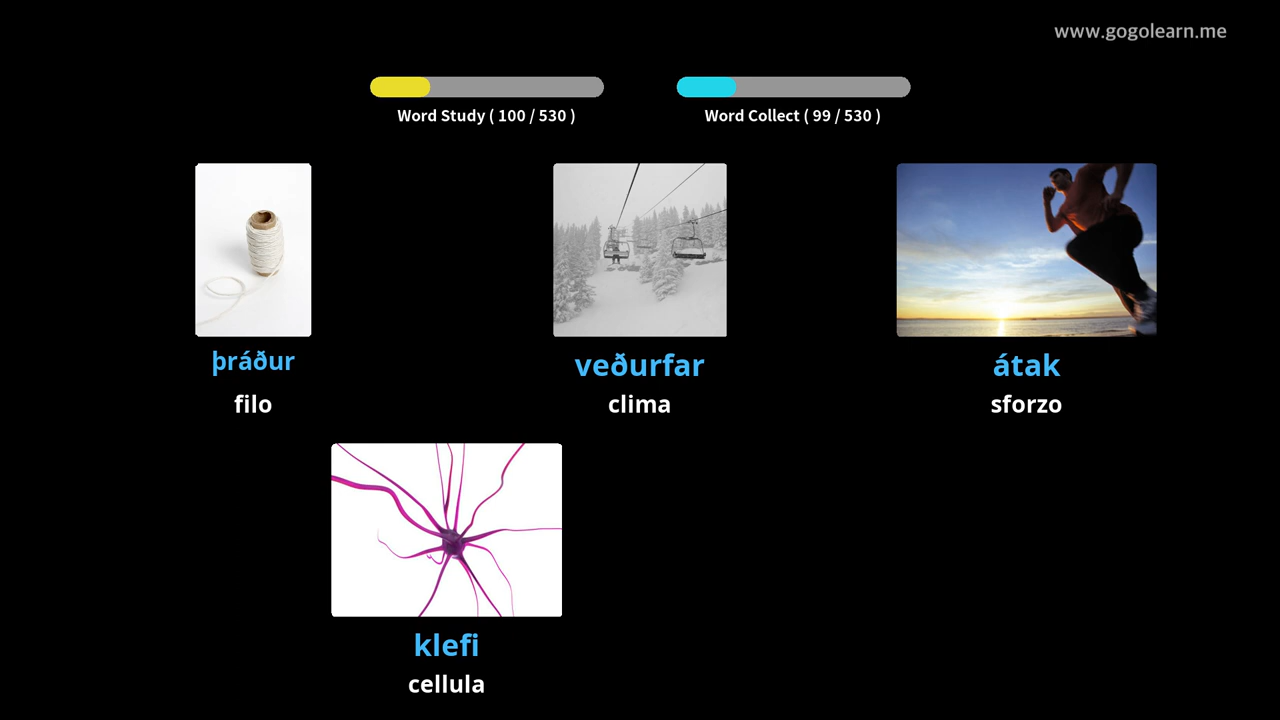 www.gogolearn.me
Word Study ( 100 / 530 )
Word Collect ( 99 / 530 )
þráður
filo
veðurfar
clima
átak
sforzo
klefi
cellula